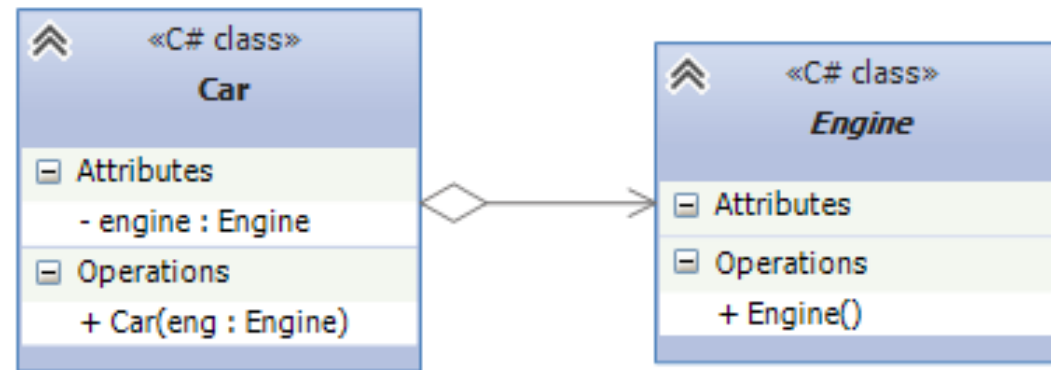 «C# class»
Car
Attributes
- engine : Engine
Operations
+ Car(eng : Engine)
«C# class»
Engine
Attributes
Operations
+ Engine()